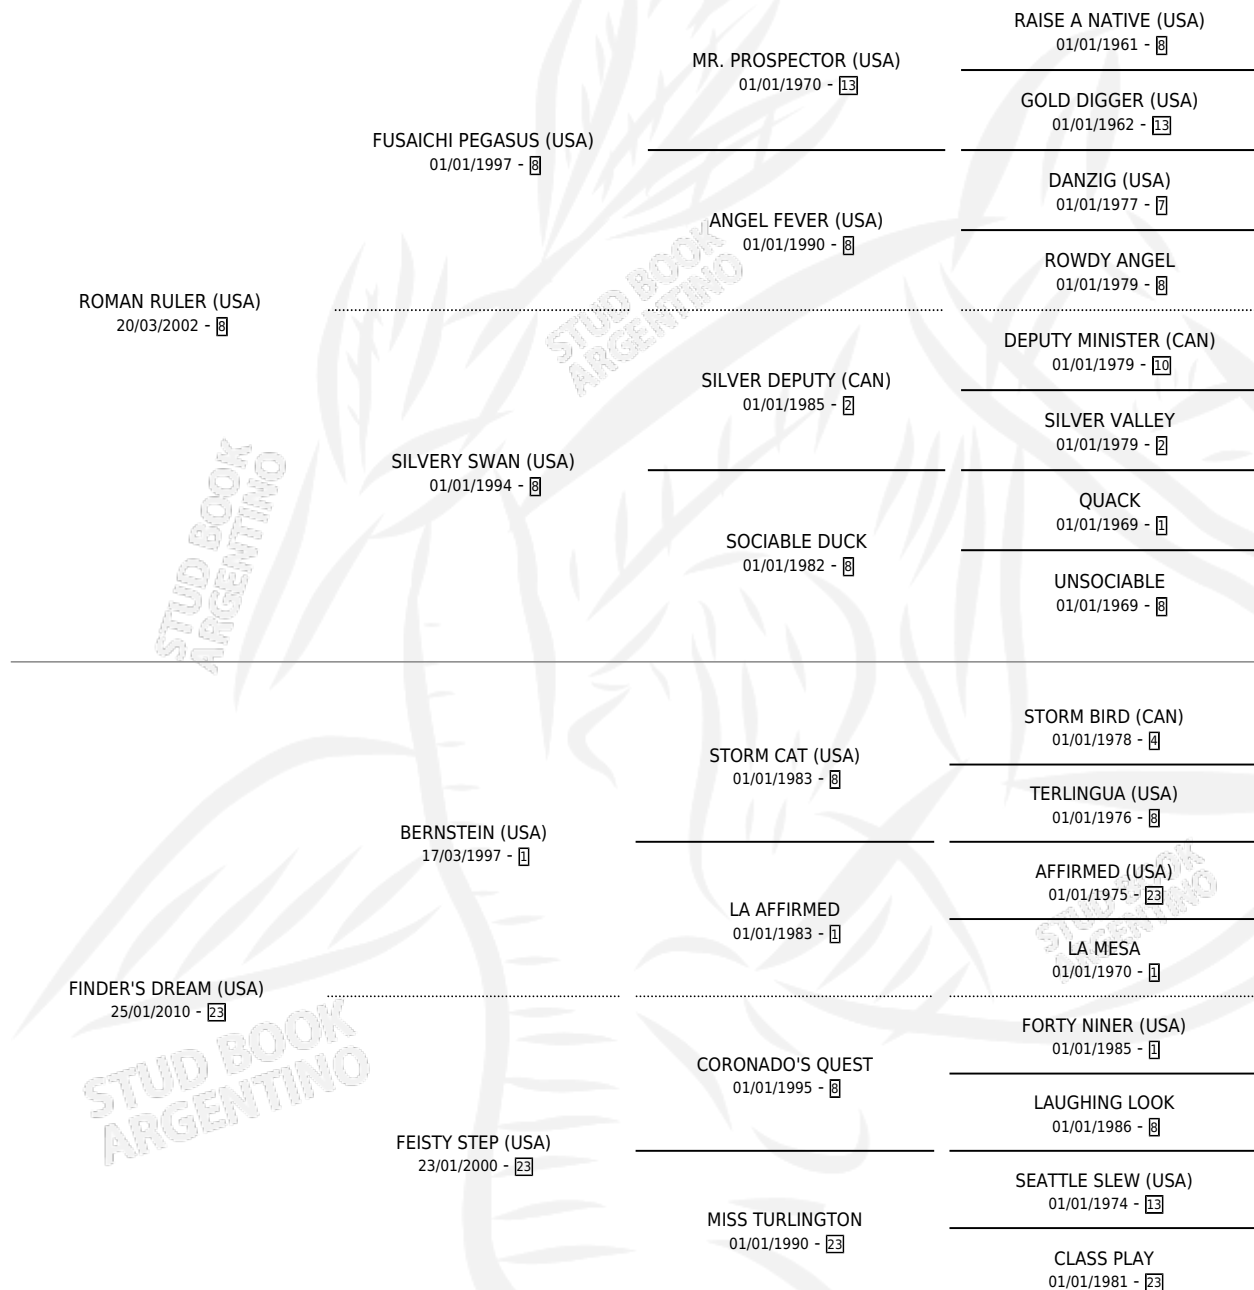 RAISE A NATIVE (USA)
01/01/1961 - 8
MR. PROSPECTOR (USA)
01/01/1970 - 13
GOLD DIGGER (USA)
01/01/1962 - 13
FUSAICHI PEGASUS (USA)
01/01/1997 - 8
DANZIG (USA)
01/01/1977 - 7
ANGEL FEVER (USA)
01/01/1990 - 8
ROWDY ANGEL
01/01/1979 - 8
ROMAN RULER (USA)
20/03/2002 - 8
STUD BOOK
ARGENTINO
DEPUTY MINISTER (CAN)
01/01/1979 - 10
SILVER DEPUTY (CAN)
01/01/1985 - 2
SILVER VALLEY
01/01/1979 - 2
SILVERY SWAN (USA)
01/01/1994 - 8
QUACK
01/01/1969 - 1
SOCIABLE DUCK
01/01/1982 - 8
UNSOCIABLE
01/01/1969 - 8
STUD BOOK
ARGENTINO
STORM BIRD (CAN)
01/01/1978 - 4
STORM CAT (USA)
01/01/1983 - 8
TERLINGUA (USA)
01/01/1976 - 8
BERNSTEIN (USA)
17/03/1997 - 1
AFFIRMED (USA)
01/01/1975 - 23
LA AFFIRMED
01/01/1983 - 1
STUD BOOK
ARGENTINO
LA MESA
01/01/1970 - 1
FINDER'S DREAM (USA)
25/01/2010 - 23
STUD BOOK
ARGENTINO
FORTY NINER (USA)
01/01/1985 - 1
CORONADO'S QUEST
01/01/1995 - 8
LAUGHING LOOK
01/01/1986 - 8
FEISTY STEP (USA)
23/01/2000 - 23
SEATTLE SLEW (USA)
01/01/1974 - 13
MISS TURLINGTON
01/01/1990 - 23
CLASS PLAY
01/01/1981 - 23